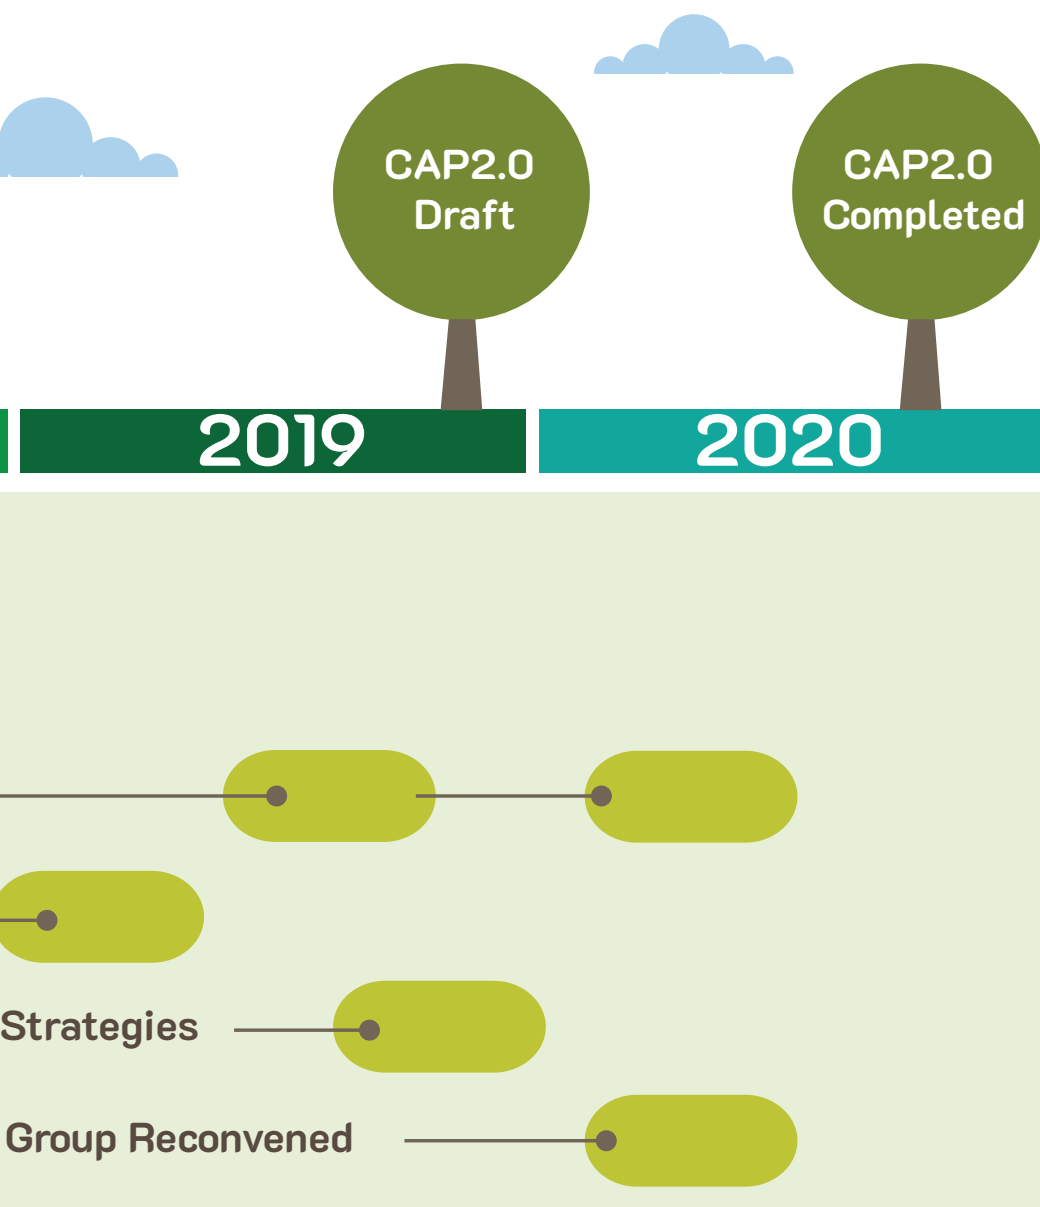 CAP2.0
Draft
CAP2.0
Completed
2019
2020
Strategies
Group Reconvened